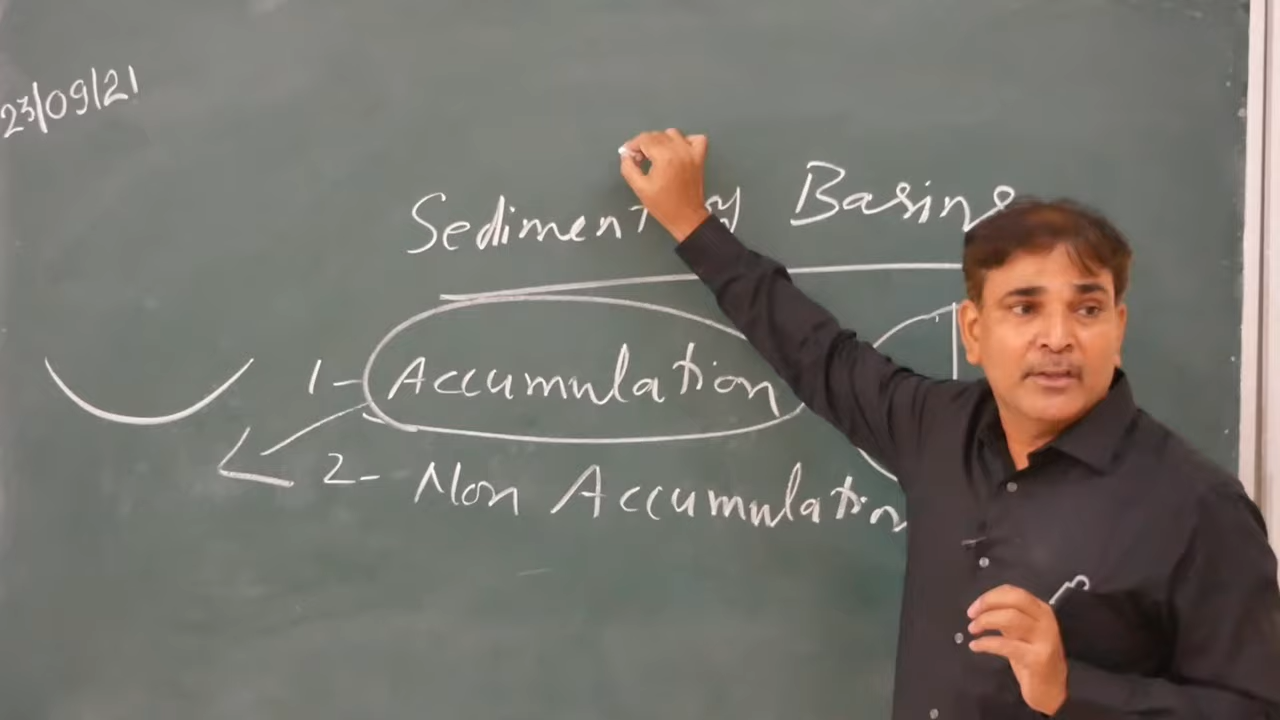 23/09/21
Sedimentary Basins
1- Accumulation
2- Non Accumulation